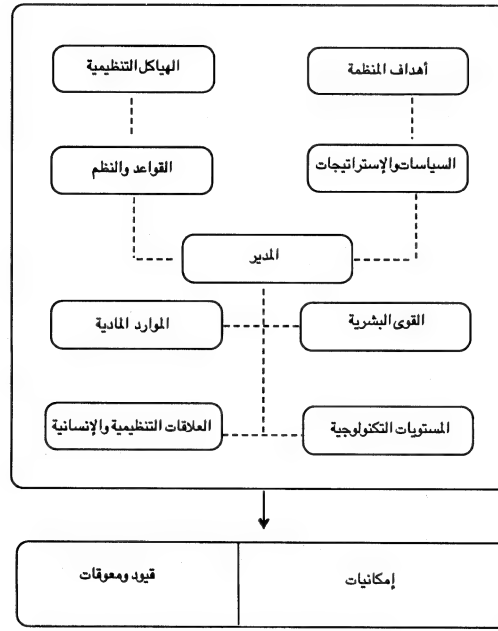 أهداف المنظمة
الهياكل التنظيمية
السياسات والإستراتيجات
القواعد والنظم
المدير
القوى البشرية
الموارد المادية
المستويات التكنولوجية
العلاقات التنظيمية والإنسانية
إمكانيات
قيود ومعوقات